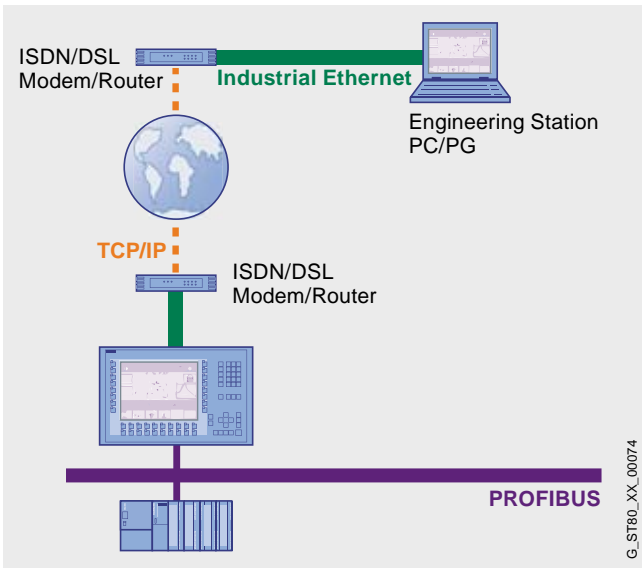 ISDN/DSL
Modem/Router
Industrial Ethernet
Engineering Station
PC/PG
TCP/IP
ISDN/DSL
Modem/Router
PROFIBUS
G_ST80_XX_00074